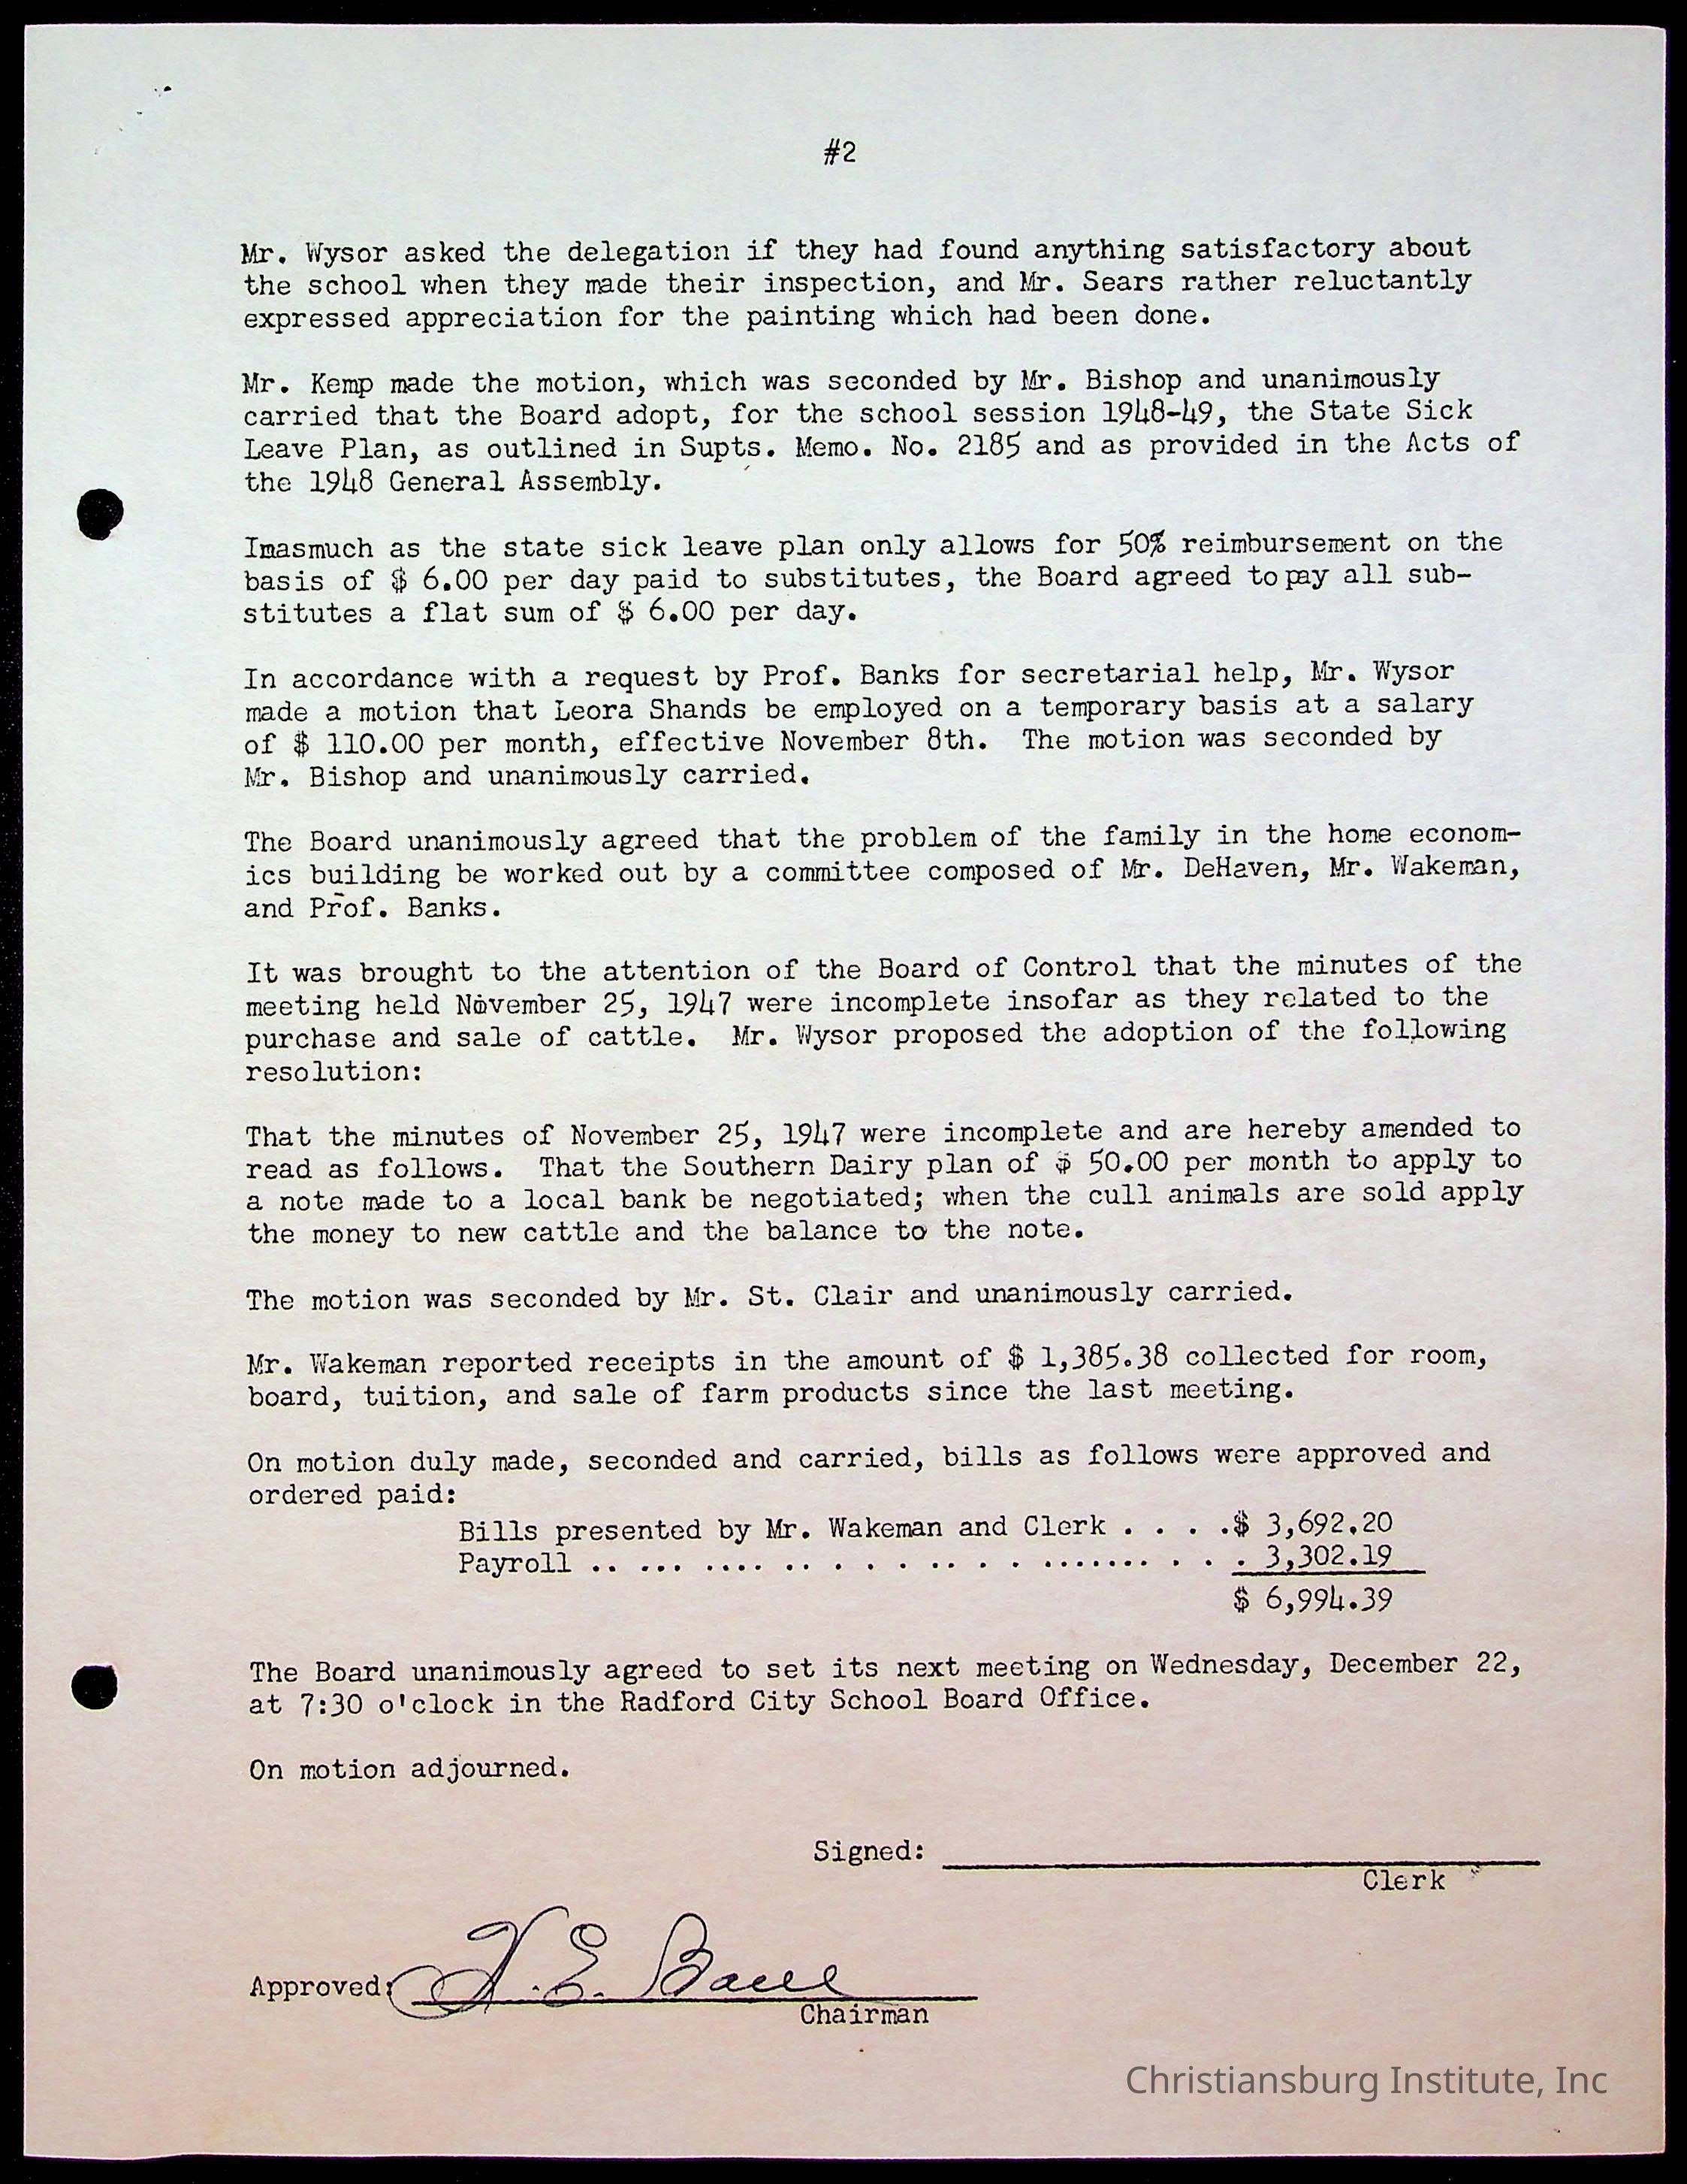 #2
Mr. Wysor asked the delegation if they had found anything satisfactory about
the school when they made their inspection, and Mr. Sears rather reluctantly
expressed appreciation for the painting which had been done.
Mr. Kemp made the motion, which was seconded by Mr. Bishop and unanimously
carried that the Board adopt, for the school session 1948-49, the State Sick
Leave Plan, as outlined in Supts. Memo. No. 2185 and as provided in the Acts of
the 1948 General Assembly.
Imasmuch as the state sick leave plan only allows for 50% reimbursement on the
basis of $ 6.00 per day paid to substitutes, the Board agreed to pay all sub-
stitutes a flat sum of $ 6.00 per day.
In accordance with a request by Prof. Banks for secretarial help, Mr. Wysor
made a motion that Leora Shands be employed on a temporary basis at a salary
of $ 110.00 per month, effective November 8th. The motion was seconded by
Mr. Bishop and unanimously carried.
The Board unanimously agreed that the problem of the family in the home econom-
ics building be worked out by a committee composed of Mr. DeHaven, Mr. Wakeman,
and Prof. Banks.
It was brought to the attention of the Board of Control that the minutes of the
meeting held November 25, 1947 were incomplete insofar as they related to the
purchase and sale of cattle. Mr. Wysor proposed the adoption of the following
resolution:
That the minutes of November 25, 1947 were incomplete and are hereby amended to
read as follows. That the Southern Dairy plan of $ 50.00 per month to apply to
a note made to a local bank be negotiated; when the cull animals are sold apply
the money to new cattle and the balance to the note.
The motion was seconded by Mr. St. Clair and unanimously carried.
Mr. Wakeman reported receipts in the amount of $ 1,385.38 collected for room,
board, tuition, and sale of farm products since the last meeting.
On motion duly made, seconded and carried, bills as follows were approved and
ordered paid:
Bills presented by Mr. Wakeman and Clerk . . . .$ 3,692.20
Payroll .. ... .... .. . . . .. . . ....... . . . 3,302.19
$ 6,994.39
The Board unanimously agreed to set its next meeting on Wednesday, December 22,
at 7:30 o'clock in the Radford City School Board Office.
On motion adjourned.
Signed:
Clerk
Approved:
Chairman
Christiansburg Institute, Inc